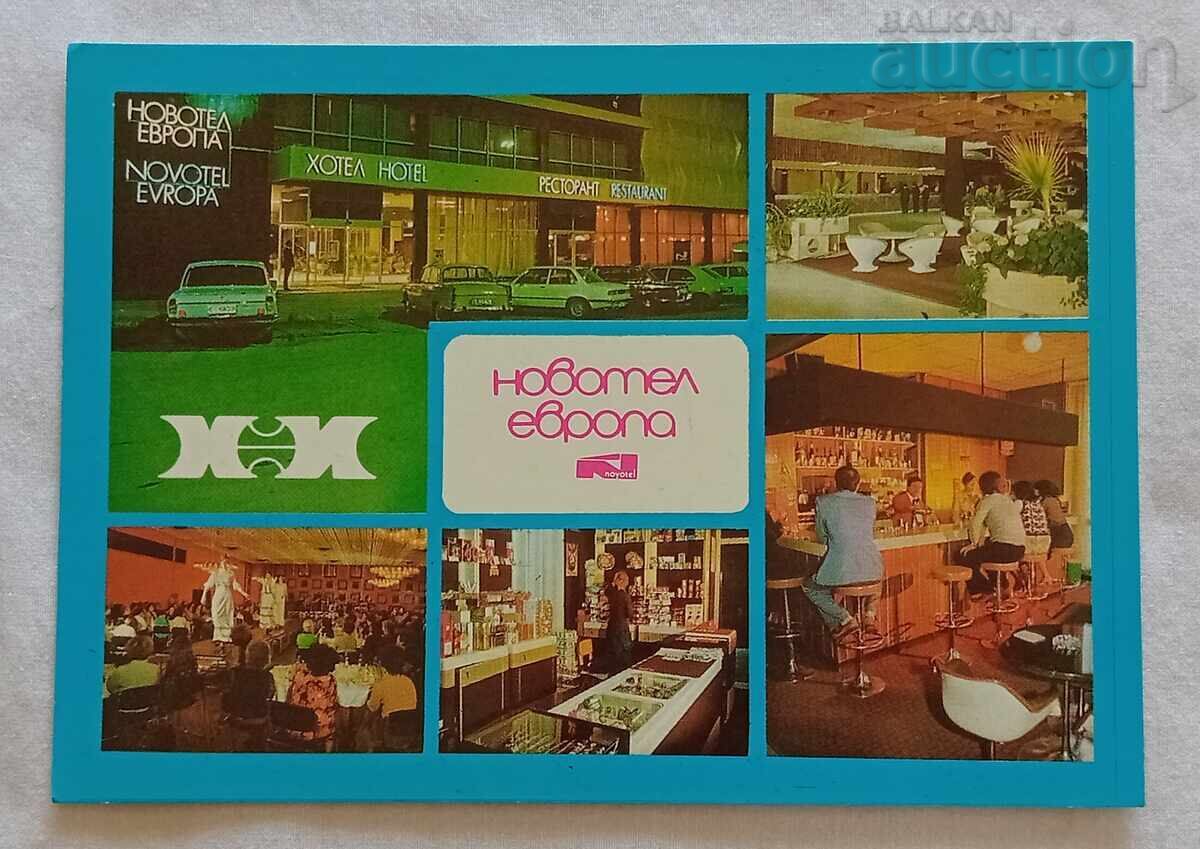 BALKAN
auction
НОВОТЕЛ
ЕВРОПА
NOVOTEL
EVROPA
ХОТЕЛ HOTEL
РЕСТОРАНТ RESTAURANT
новотел
европа
novotel